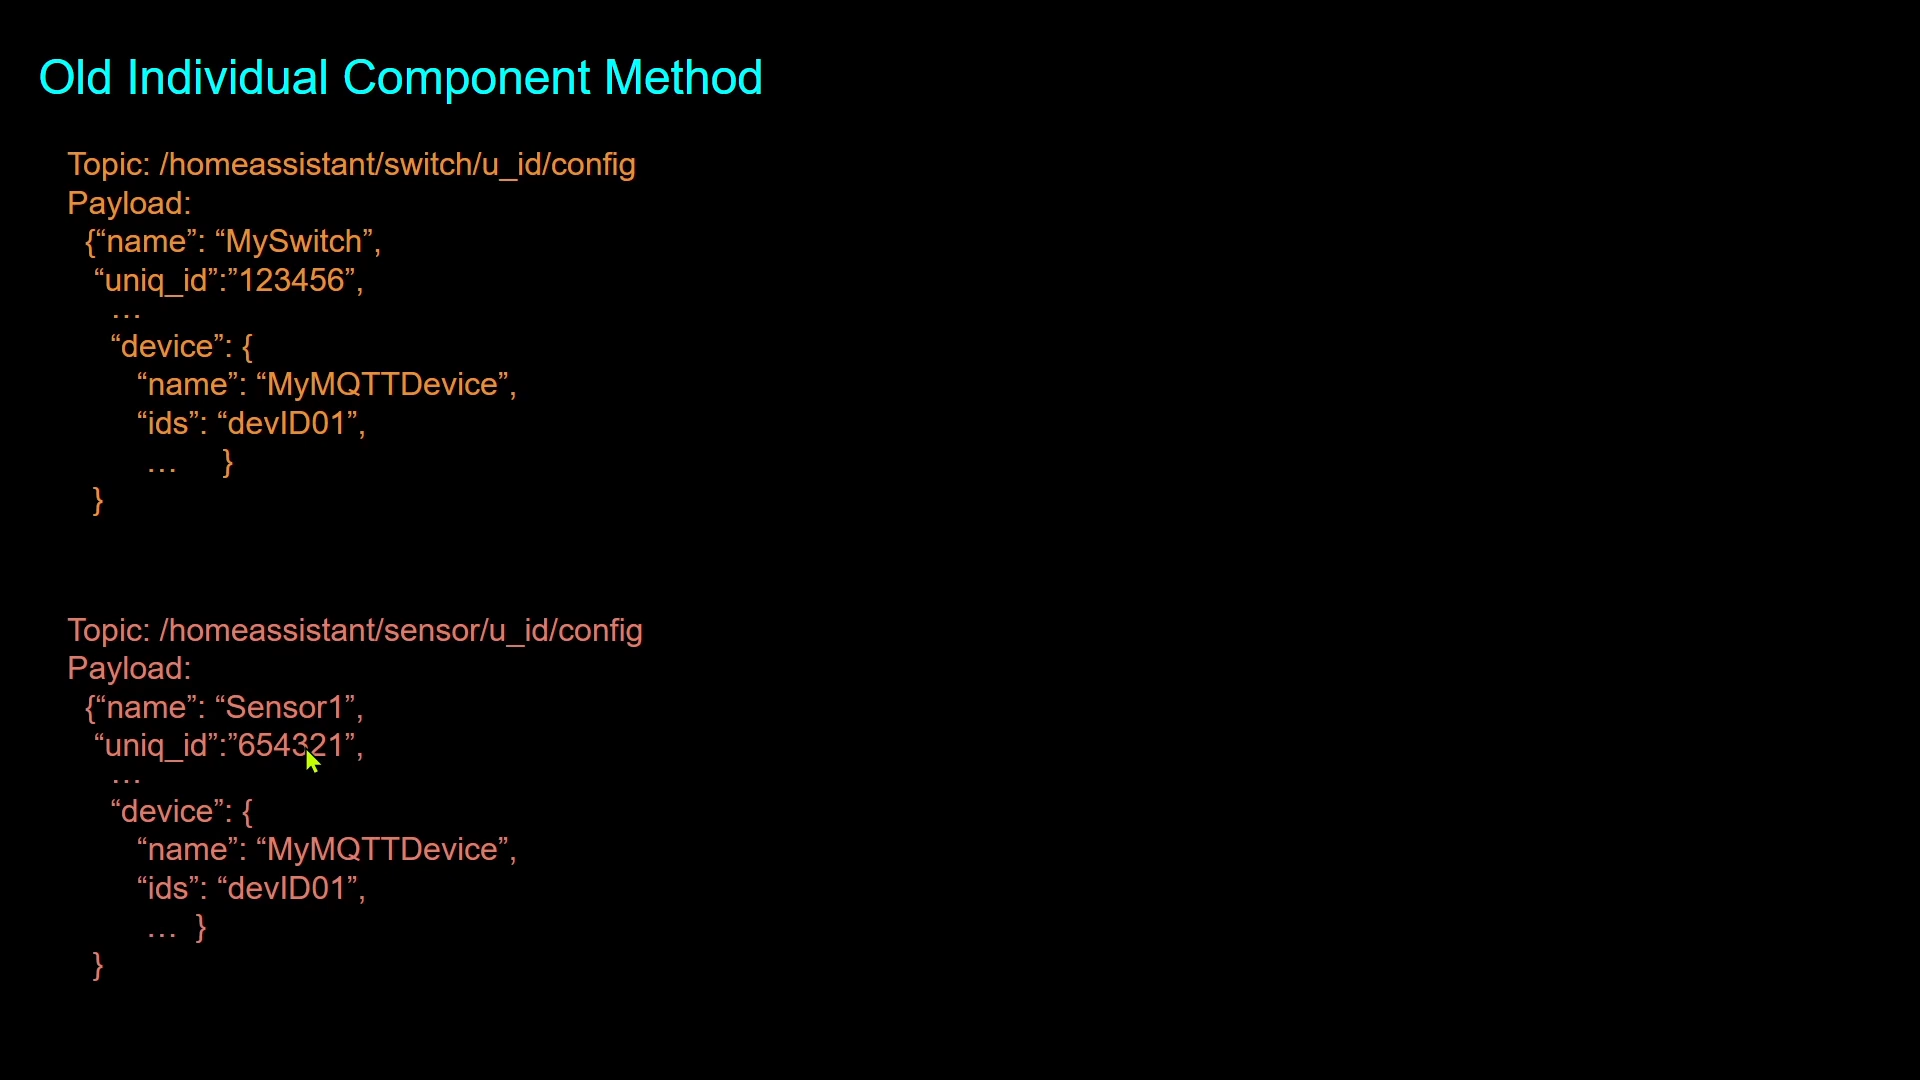 Old Individual Component Method
Topic: /homeassistant/switch/u_id/config
Payload:
{“name”: “MySwitch”,
“uniq_id”:”123456”,
...
“device”: {
“name”: “MyMQTTDevice”,
“ids”: “devID01”,
... }
}
Topic: /homeassistant/sensor/u_id/config
Payload:
{“name”: “Sensor1”,
“uniq_id”:”654321”,
...
“device”: {
“name”: “MyMQTTDevice”,
“ids”: “devID01”,
... }
}